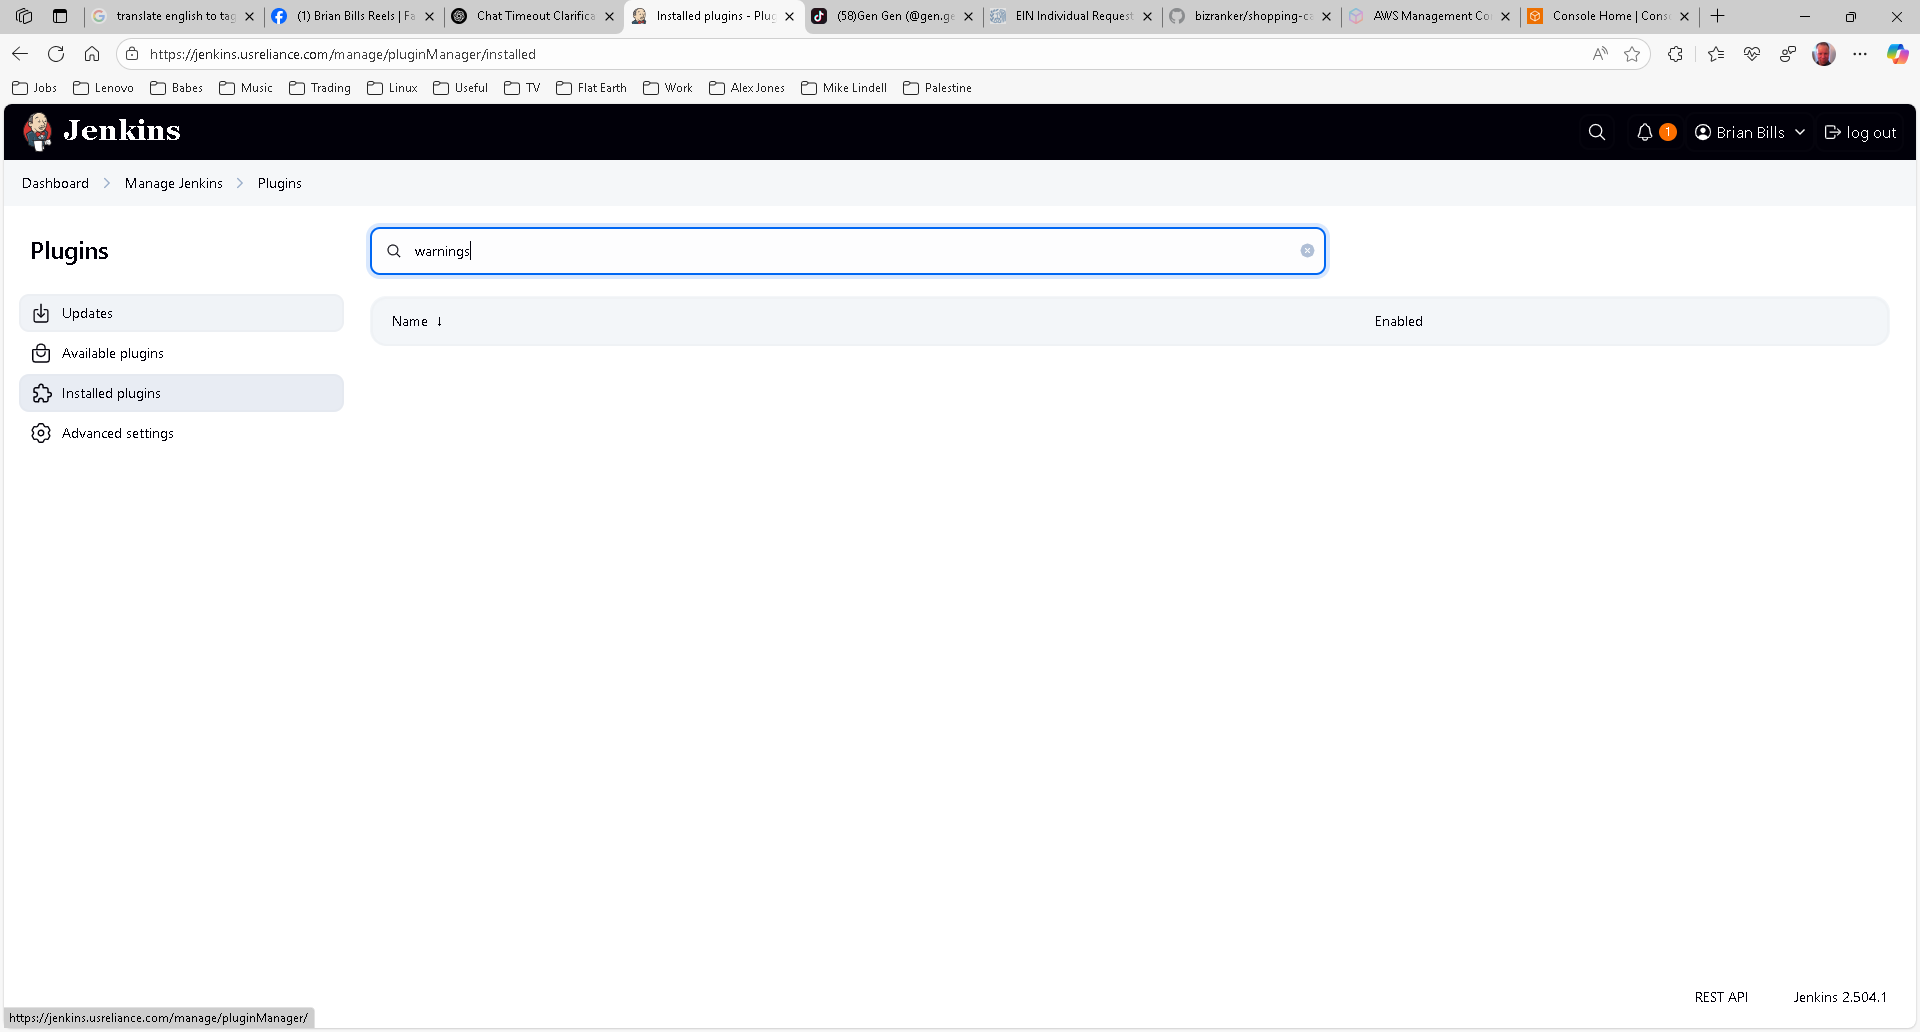 translate english to tag
(1) Brian Bills Reels | Fa
Chat Timeout Clarifica
Installed plugins - Plug
(58)Gen Gen (@gen.ge
EIN Individual Request
bizranker/shopping-ca
AWS Management Co
Console Home | Cons
https://jenkins.usreliance.com/manage/pluginManager/installed
Jobs
Lenovo
Babes
Music
Trading
Linux
Useful
TV
Flat Earth
Work
Alex Jones
Mike Lindell
Palestine
Jenkins
1
Brian Bills
log out
Dashboard
Manage Jenkins
Plugins
Plugins
warnings
Updates
Available plugins
Installed plugins
Advanced settings
Name ↓
Enabled
REST API
Jenkins 2.504.1
https://jenkins.usreliance.com/manage/pluginManager/